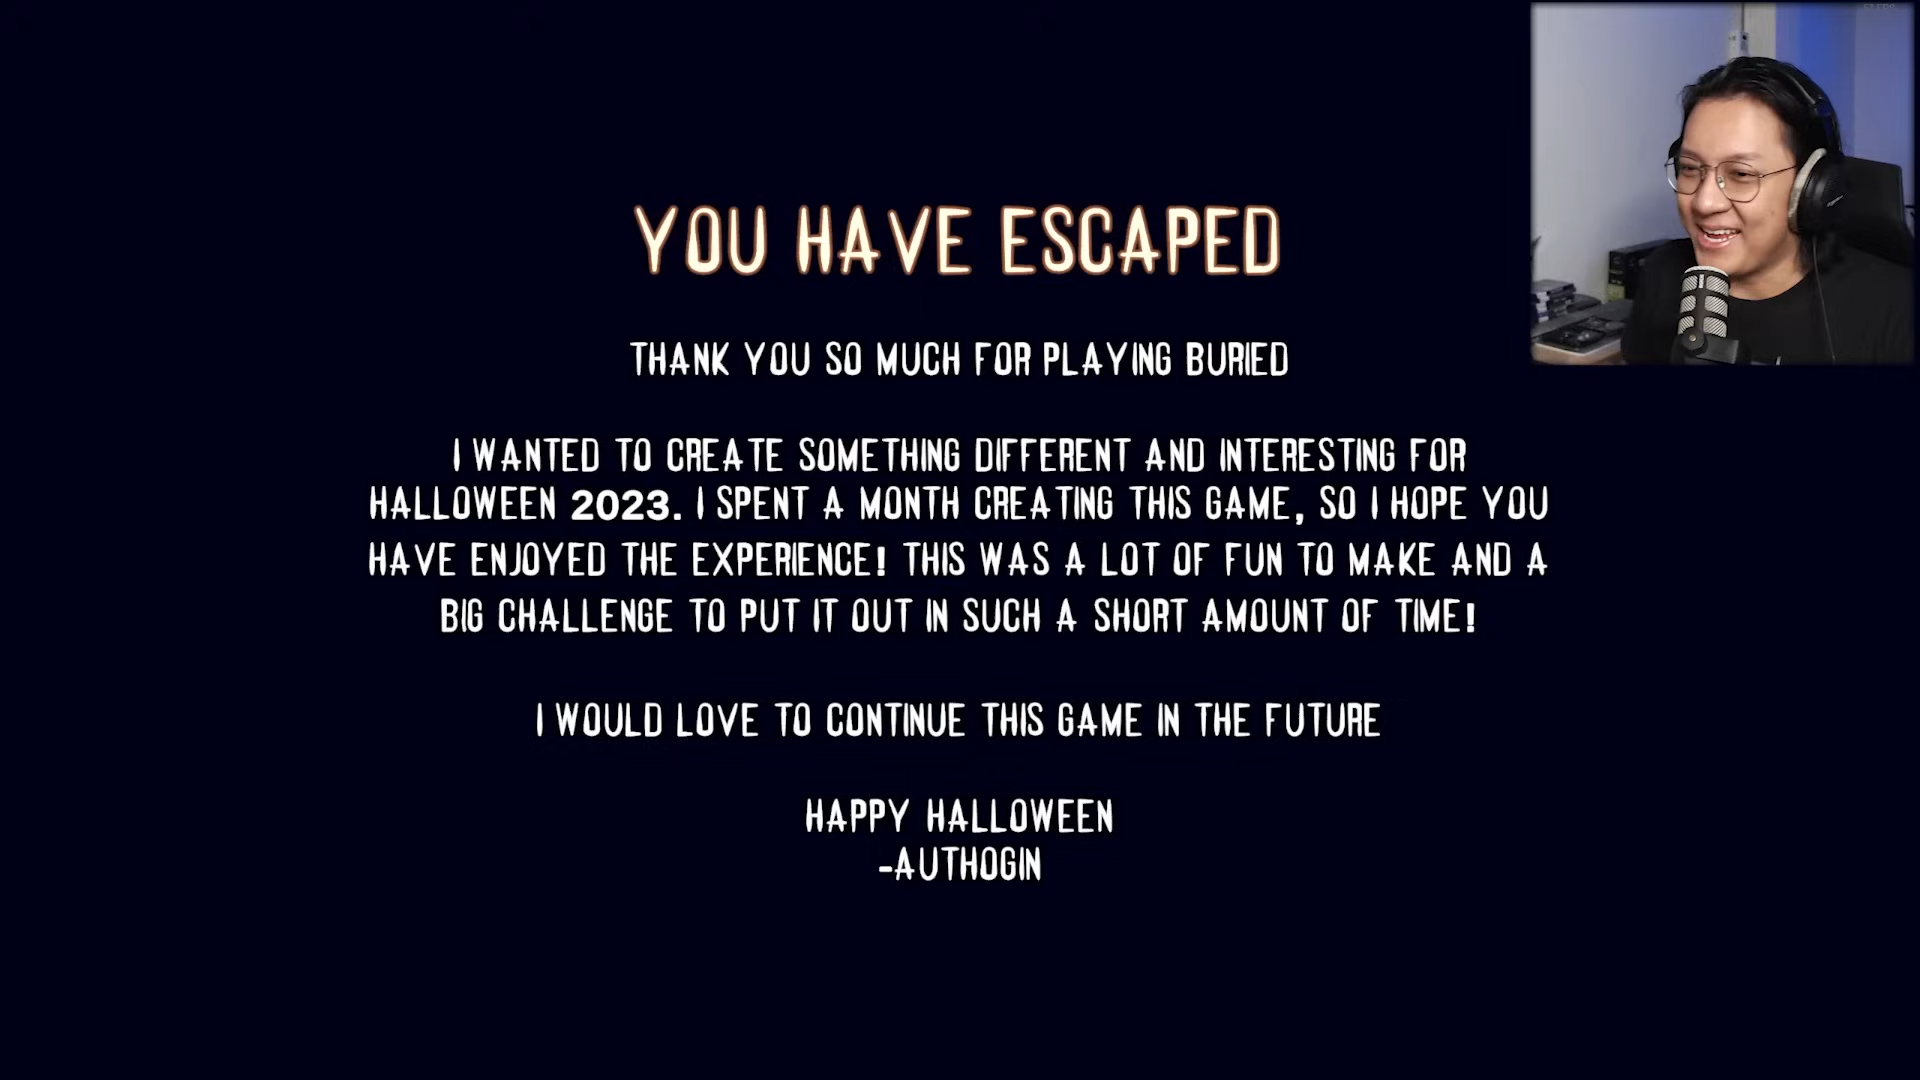 YOU HAVE ESCAPED
THANK YOU SO MUCH FOR PLAYING BURIED
I WANTED TO CREATE SOMETHING DIFFERENT AND INTERESTING FOR
HALLOWEEN 2023. I SPENT A MONTH CREATING THIS GAME, SO I HOPE YOU
HAVE ENJOYED THE EXPERIENCE! THIS WAS A LOT OF FUN TO MAKE AND A
BIG CHALLENGE TO PUT IT OUT IN SUCH A SHORT AMOUNT OF TIME!
I WOULD LOVE TO CONTINUE THIS GAME IN THE FUTURE
HAPPY HALLOWEEN
-AUTHOGIN